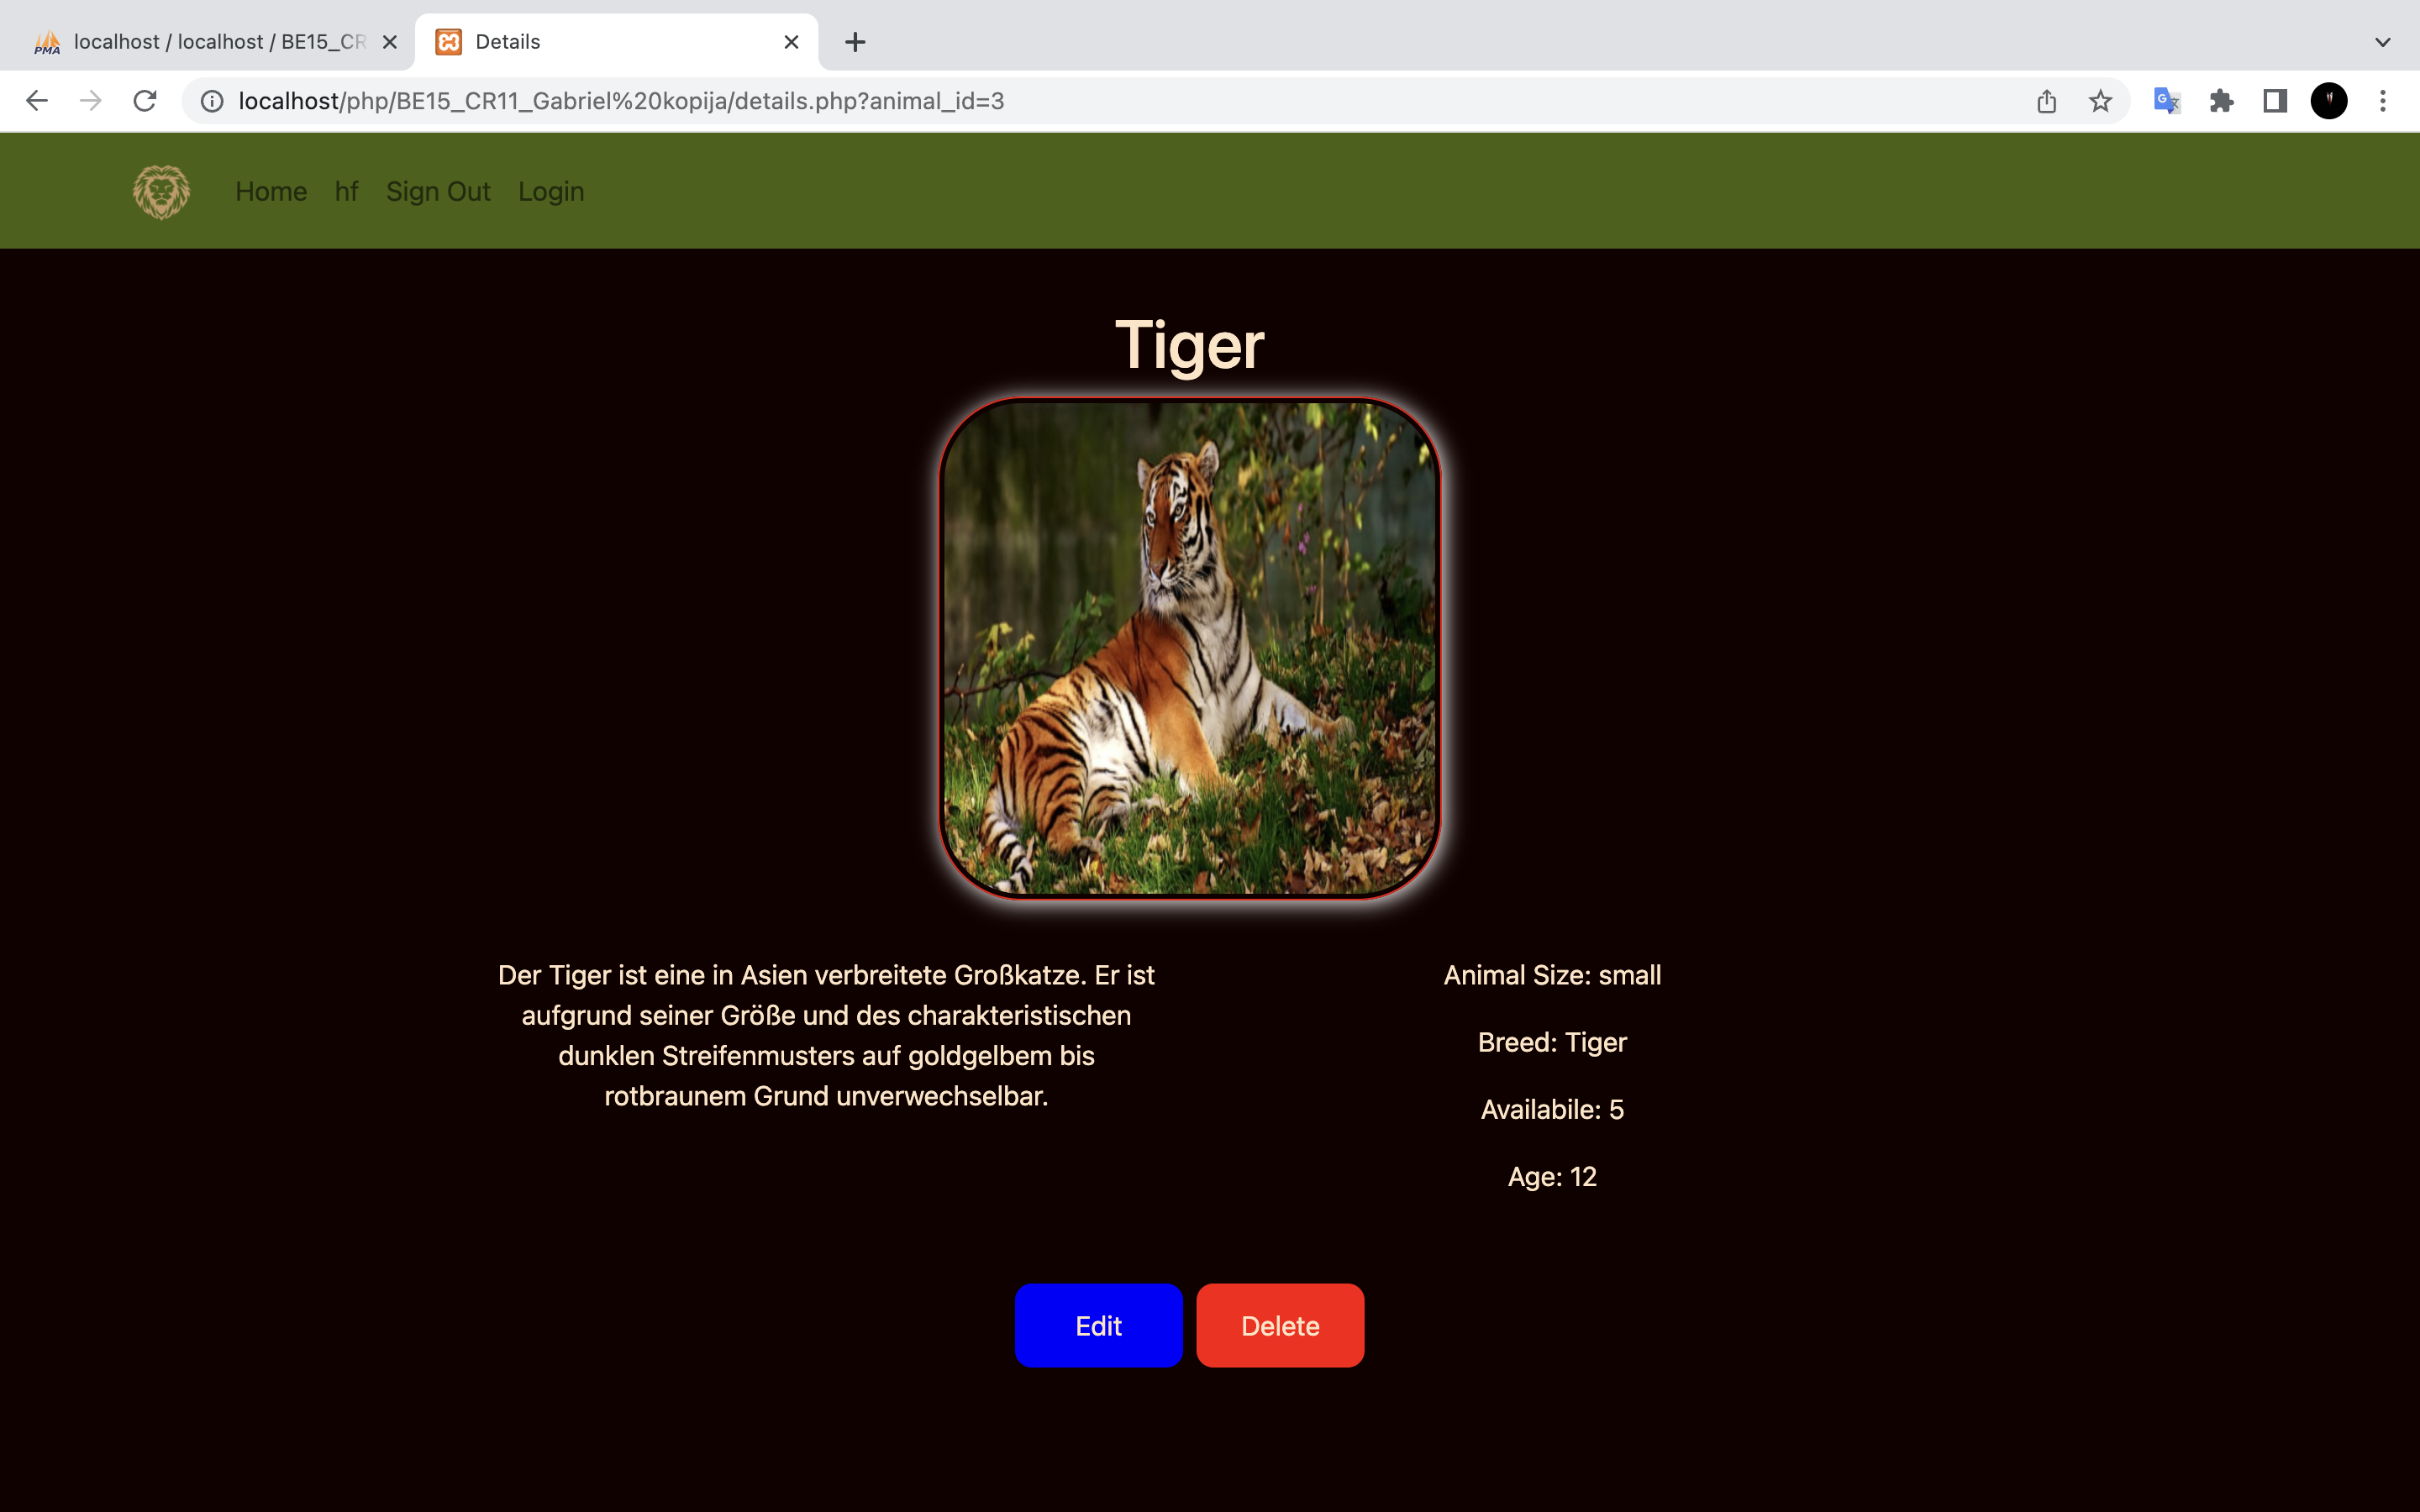 PMA localhost / localhost / BE15_CR
Details
localhost/php/BE15_CR11_Gabriel%20kopija/details.php?animal_id=3
Home hf Sign Out Login
Tiger
Der Tiger ist eine in Asien verbreitete Großkatze. Er ist
aufgrund seiner Größe und des charakteristischen
dunklen Streifenmusters auf goldgelbem bis
rotbraunem Grund unverwechselbar.
Animal Size: small
Breed: Tiger
Availabile: 5
Age: 12
Edit Delete